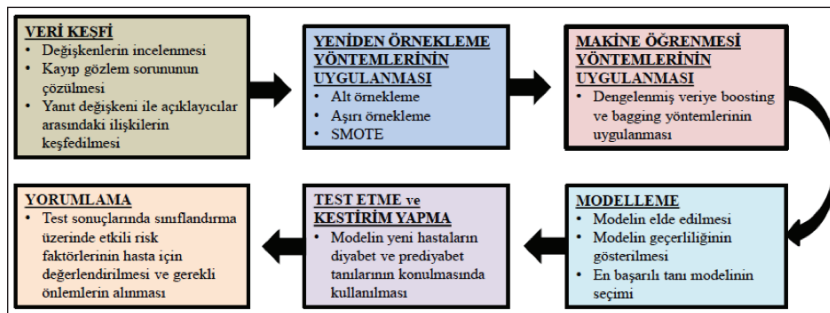 VERİ KEŞFİ
• Değişkenlerin incelenmesi
• Kayıp gözlem sorununun
çözülmesi
• Yanıt değişkeni ile açıklayıcılar
arasındaki ilişkilerin
keşfedilmesi
YENİDEN ÖRNEKLEME
YÖNTEMLERİNİN
UYGULANMASI
• Alt örnekleme
• Aşırı örnekleme
• SMOTE
MAKİNE ÖĞRENMESİ
YÖNTEMLERİNİN
UYGULANMASI
• Dengelenmiş veriye boosting
ve bagging yöntemlerinin
uygulanması
MODELLEME
• Modelin elde edilmesi
• Modelin geçerliliğinin
gösterilmesi
• En başarılı tanı modelinin
seçimi
TEST ETME ve
KESTİRİM YAPMA
• Modelin yeni hastaların
diyabet ve prediyabet
tanılarının konulmasında
kullanılması
YORUMLAMA
• Test sonuçlarında sınıflandırma
üzerinde etkili risk
faktörlerinin hasta için
değerlendirilmesi ve gerekli
önlemlerin alınması